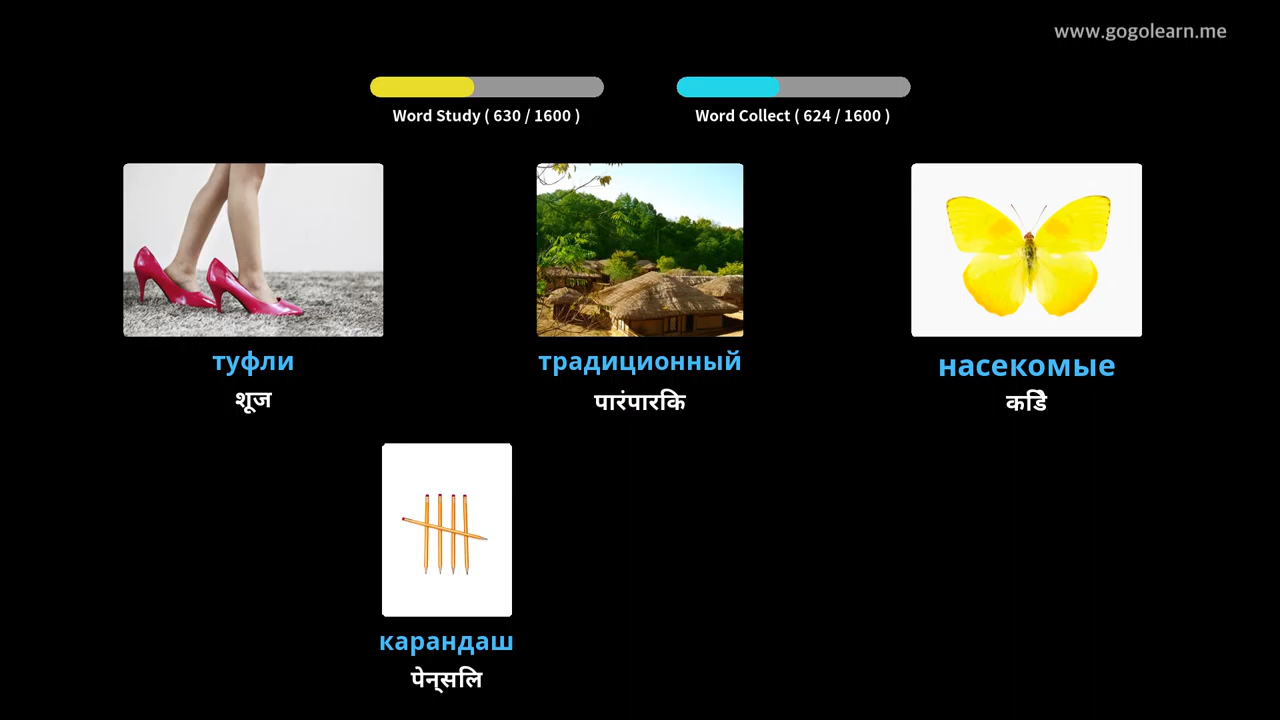 www.gogolearn.me
Word Study ( 630 / 1600 )
Word Collect ( 624 / 1600 )
туфли
शूज
традиционный
पारंपारकि
насекомые
कडिे
карандаш
पेन्सलि